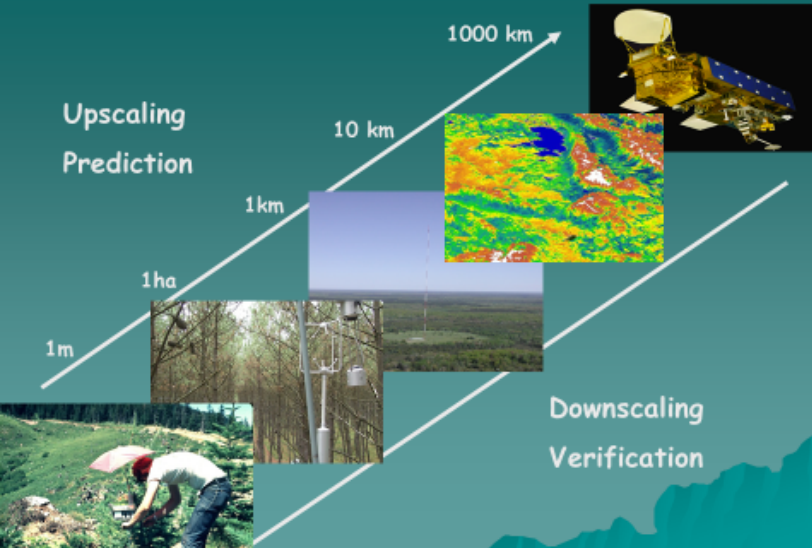 1000 km
Upscaling
Prediction
10 km
1km
1ha
1m
Downscaling
Verification